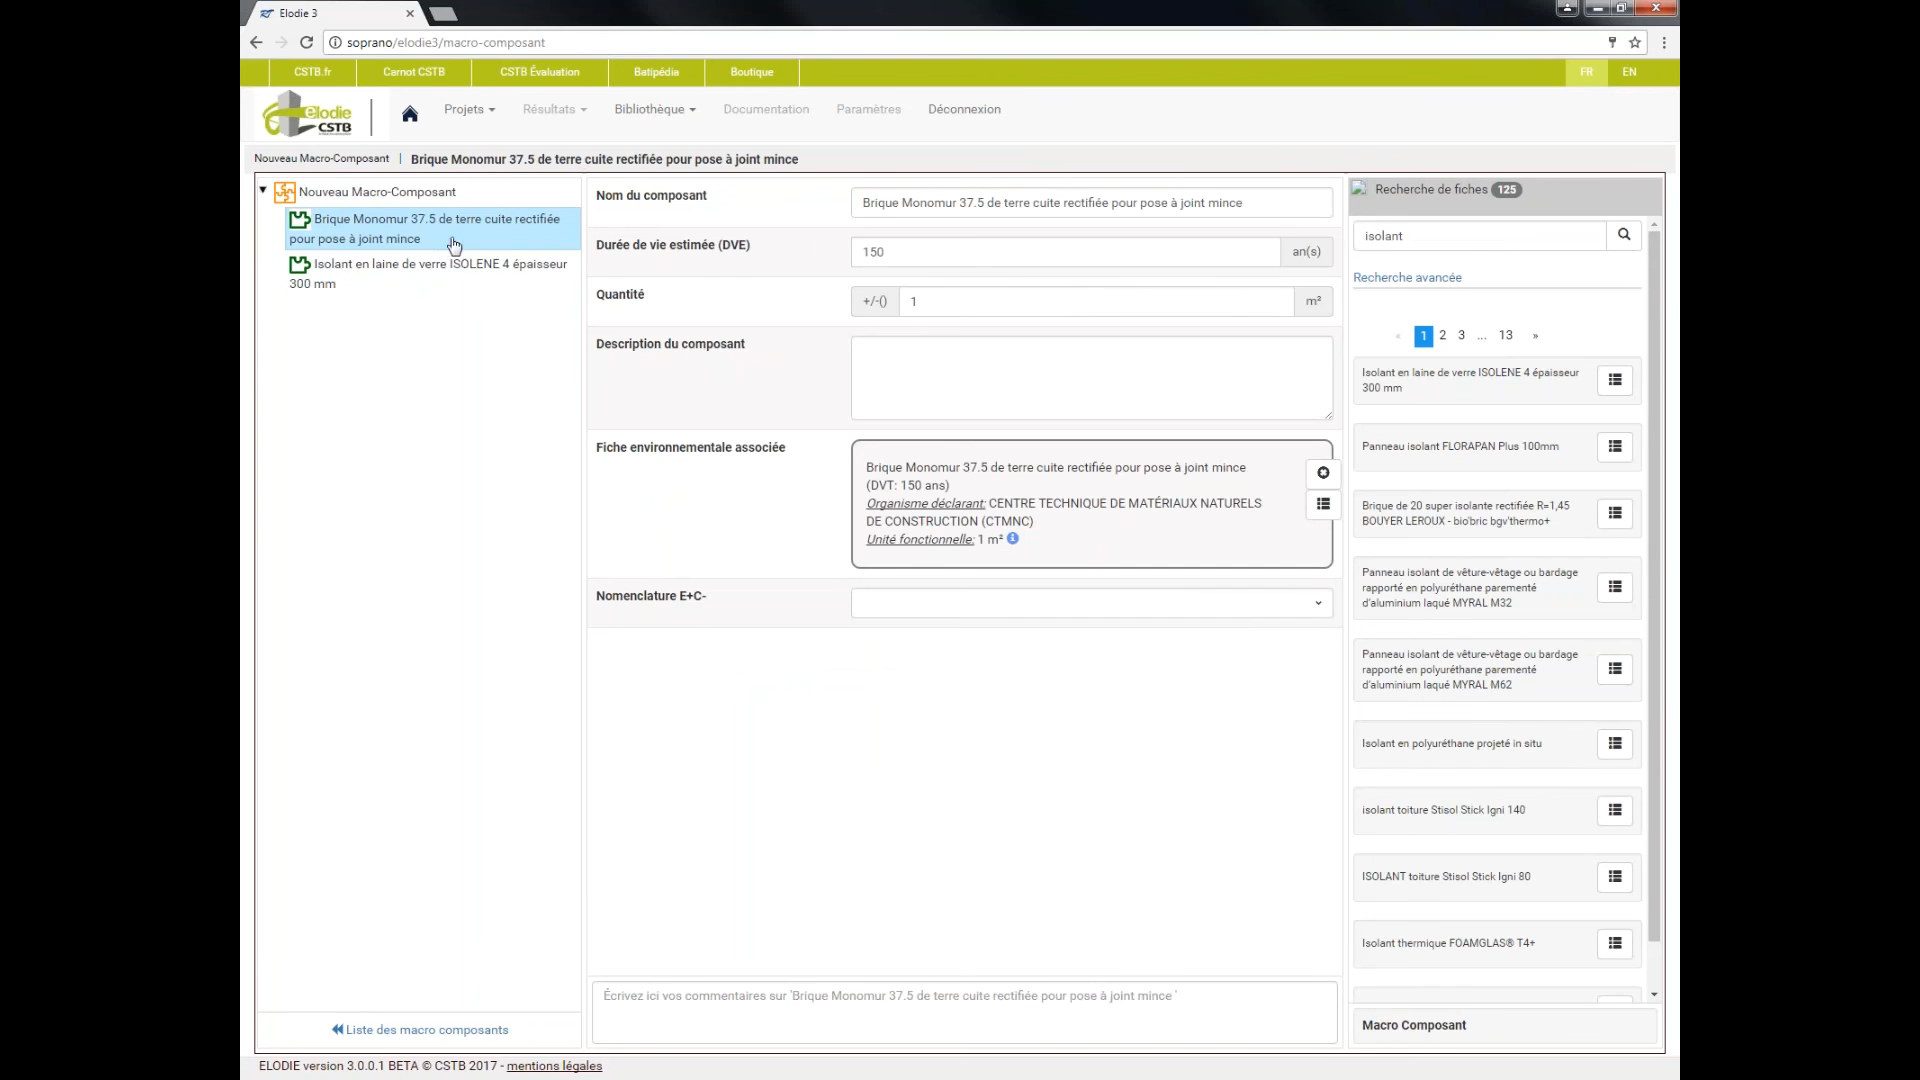 Elodie 3
soprano/elodie3/macro-composant
CSTB.fr
Carnot CSTB
CSTB Évaluation
Batipédia
Boutique
FR
EN
elodie
CSTB
Projets
Résultats
Bibliothèque
Documentation
Paramètres
Déconnexion
Nouveau Macro-Composant
Brique Monomur 37.5 de terre cuite rectifiée pour pose à joint mince
Nouveau Macro-Composant
Brique Monomur 37.5 de terre cuite rectifiée
pour pose à joint mince
Isolant en laine de verre ISOLENE 4 épaisseur
300 mm
Liste des macro composants
Nom du composant
Brique Monomur 37.5 de terre cuite rectifiée pour pose à joint mince
Durée de vie estimée (DVE)
150
an(s)
Quantité
+/-()
1
m²
Description du composant
Fiche environnementale associée
Brique Monomur 37.5 de terre cuite rectifiée pour pose à joint mince
(DVT: 150 ans)
Organisme déclarant: CENTRE TECHNIQUE DE MATÉRIAUX NATURELS
DE CONSTRUCTION (CTMNC)
Unité fonctionnelle: 1 m²
Nomenclature E+C-
Écrivez ici vos commentaires sur 'Brique Monomur 37.5 de terre cuite rectifiée pour pose à joint mince '
Recherche de fiches 125
isolant
Recherche avancée
« 1 2 3 ... 13 »
Isolant en laine de verre ISOLENE 4 épaisseur
300 mm
Panneau isolant FLORAPAN Plus 100mm
Brique de 20 super isolante rectifiée R=1,45
BOUYER LEROUX - bio'bric bgv'thermo+
Panneau isolant de vêture-vêtage ou bardage
rapporté en polyuréthane parementé
d'aluminium laqué MYRAL M32
Panneau isolant de vêture-vêtage ou bardage
rapporté en polyuréthane parementé
d'aluminium laqué MYRAL M62
Isolant en polyuréthane projeté in situ
isolant toiture Stisol Stick Igni 140
ISOLANT toiture Stisol Stick Igni 80
Isolant thermique FOAMGLAS® T4+
Macro Composant
ELODIE version 3.0.0.1 BETA © CSTB 2017 - mentions légales